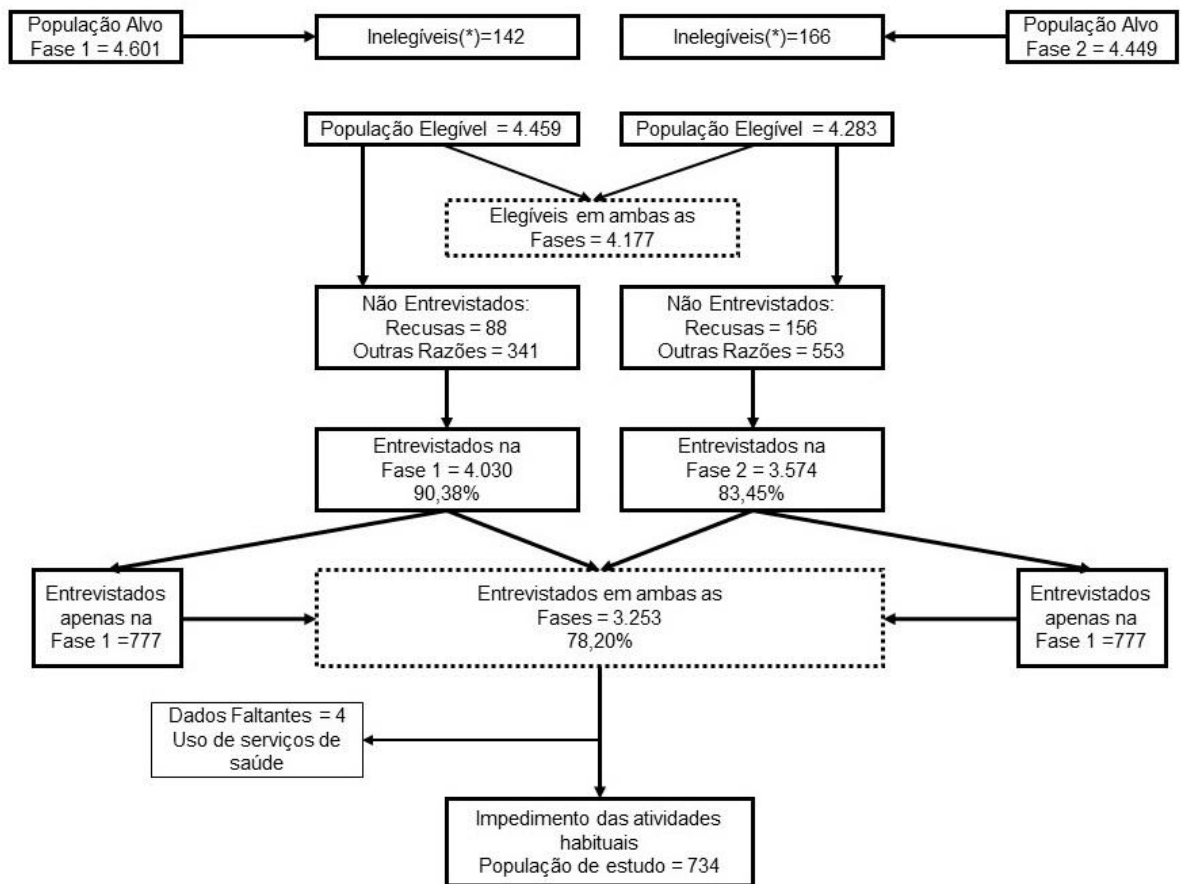 População Alvo
Fase 1 = 4.601
Inelegíveis(*)=142
Inelegíveis(*)=166
População Alvo
Fase 2 = 4.449
População Elegível = 4.459
População Elegível = 4.283
Elegíveis em ambas as
Fases = 4.177
Não Entrevistados:
Recusas = 88
Outras Razões = 341
Não Entrevistados:
Recusas = 156
Outras Razões = 553
Entrevistados na
Fase 1 = 4.030
90,38%
Entrevistados na
Fase 2 = 3.574
83,45%
Entrevistados
apenas na
Fase 1 =777
Entrevistados em ambas as
Fases = 3.253
78,20%
Entrevistados
apenas na
Fase 1 =777
Dados Faltantes = 4
Uso de serviços de
saúde
Impedimento das atividades
habituais
População de estudo = 734